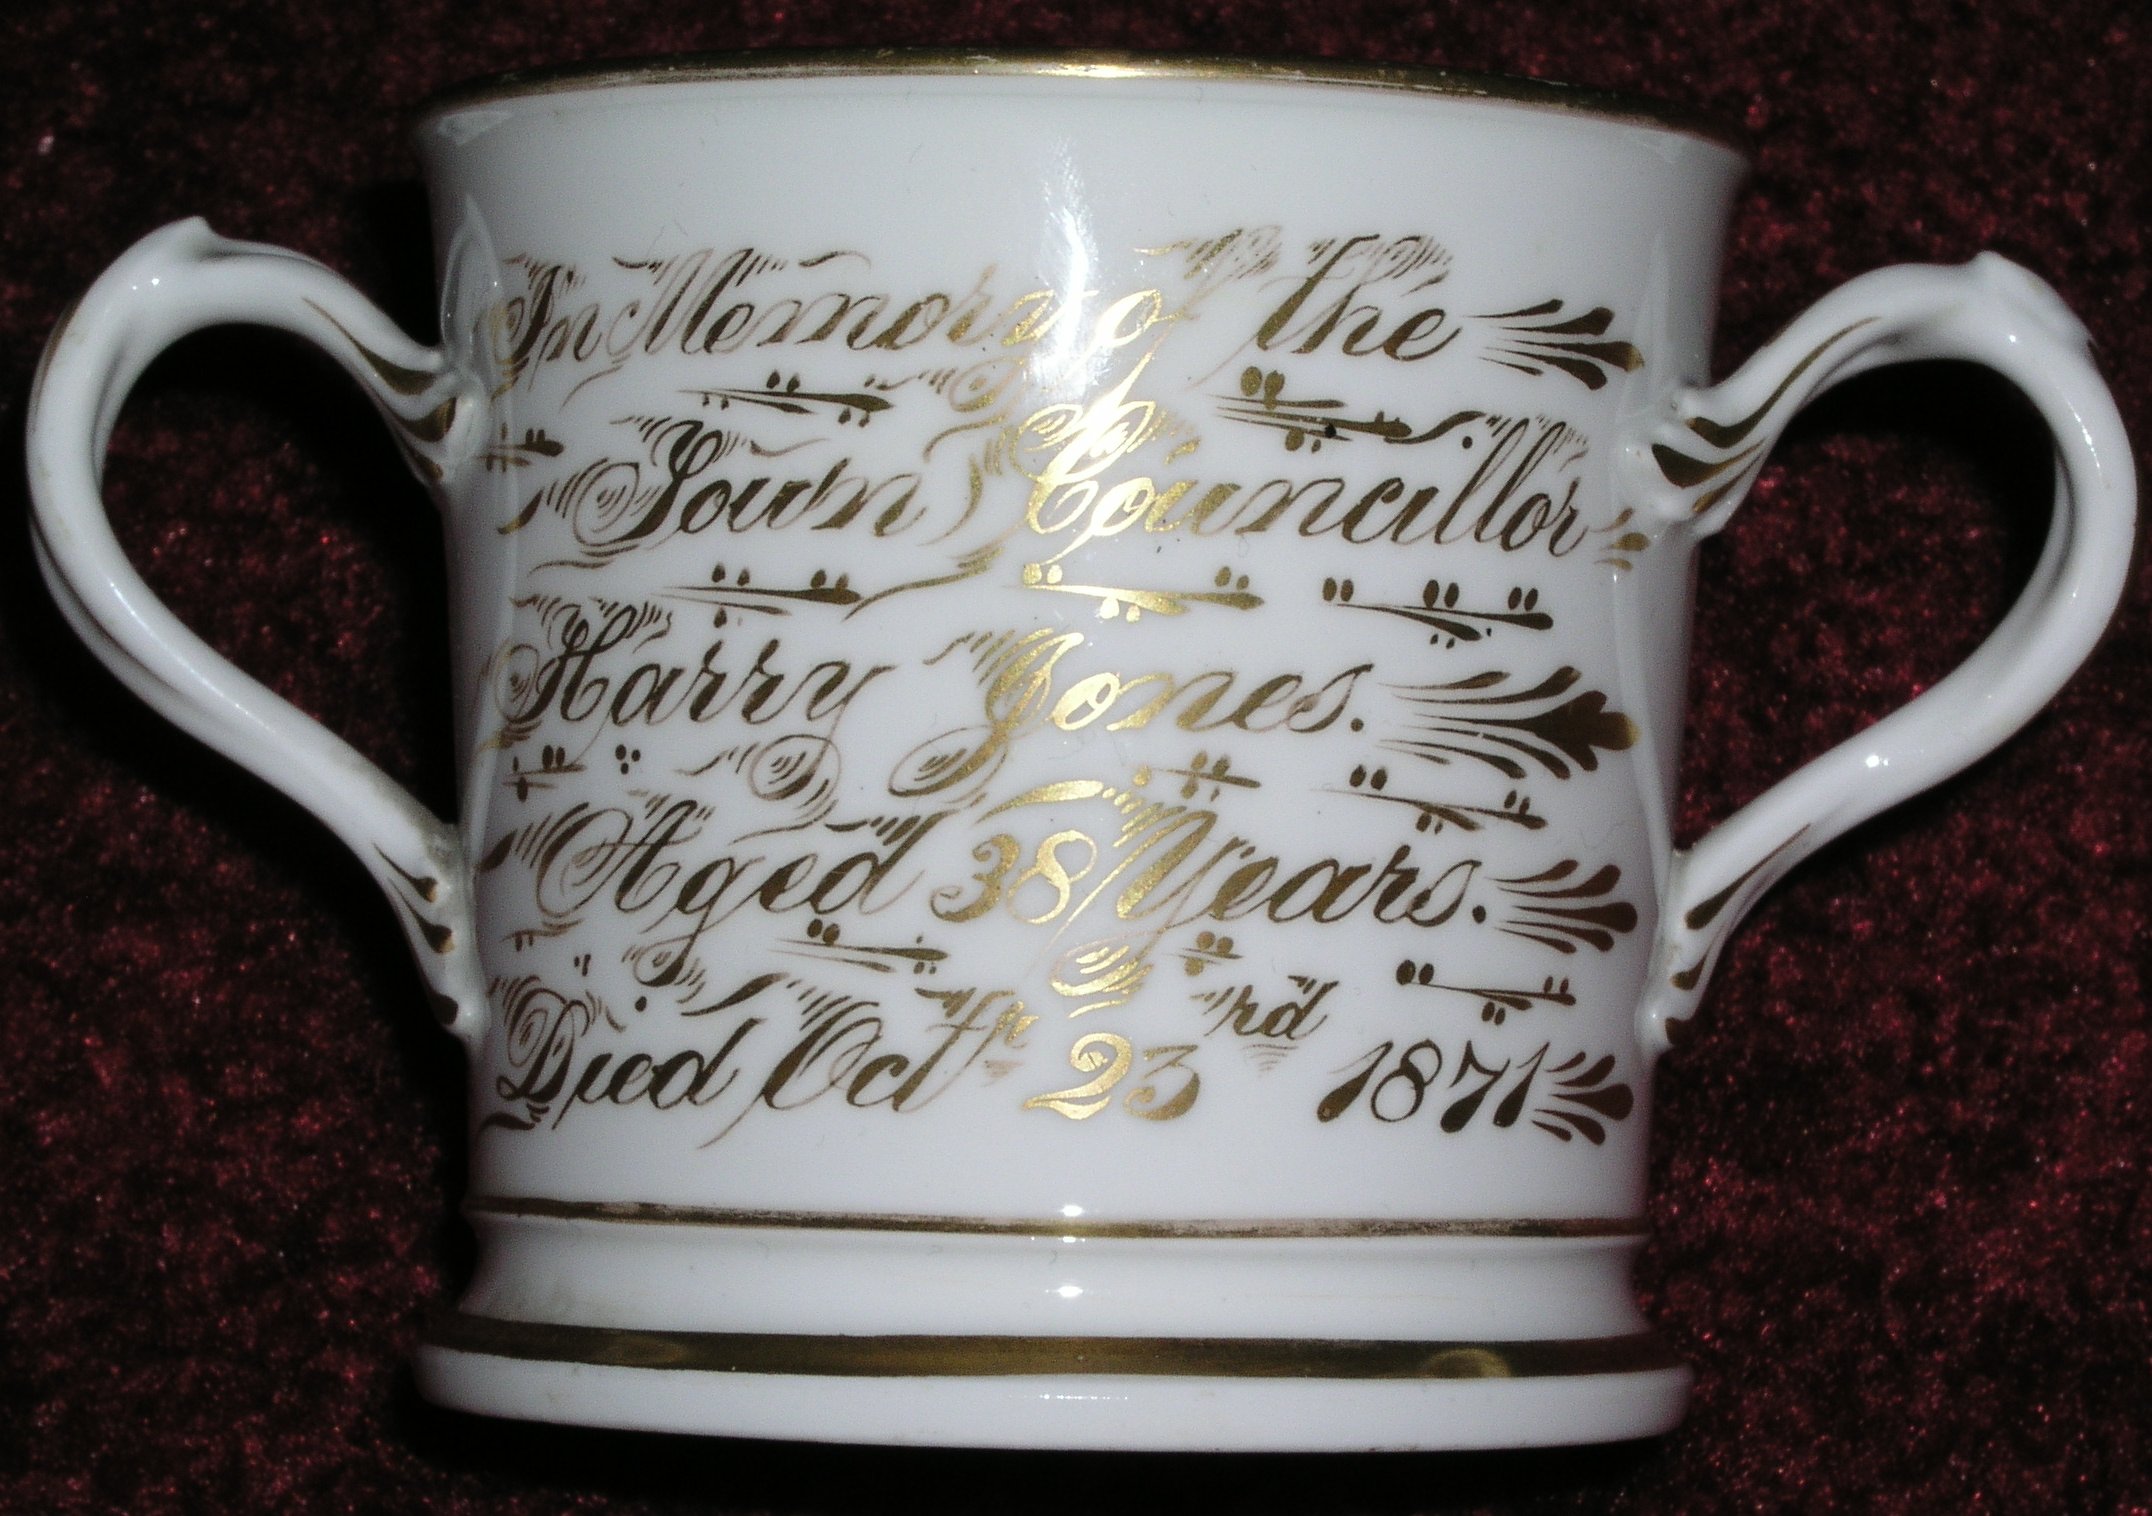 In Memory of the
Town Councillor
Harry Jones.
Aged 38 Years.
Died Octr 23rd 1871